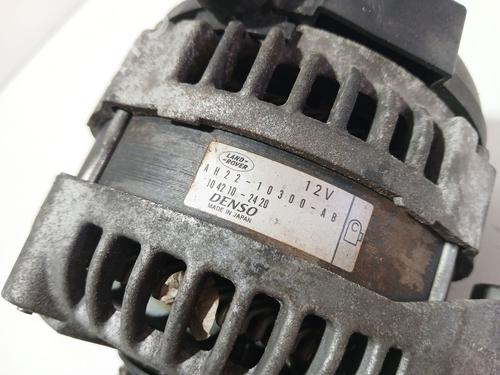 LAND-
ROVER
12V
AH22-10300-AB
104210-2420
DENSO
MADE IN JAPAN